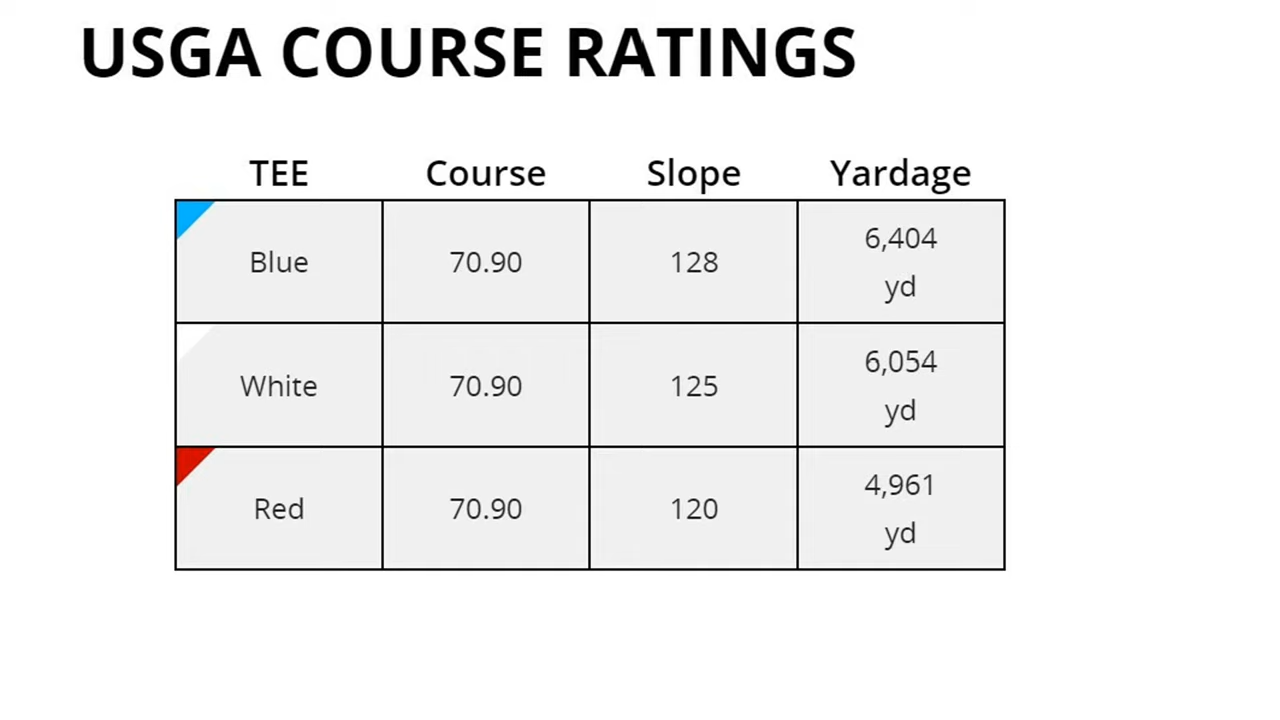 USGA COURSE RATINGS
TEE Course Slope Yardage
Blue 70.90 128 6,404 yd
White 70.90 125 6,054 yd
Red 70.90 120 4,961 yd